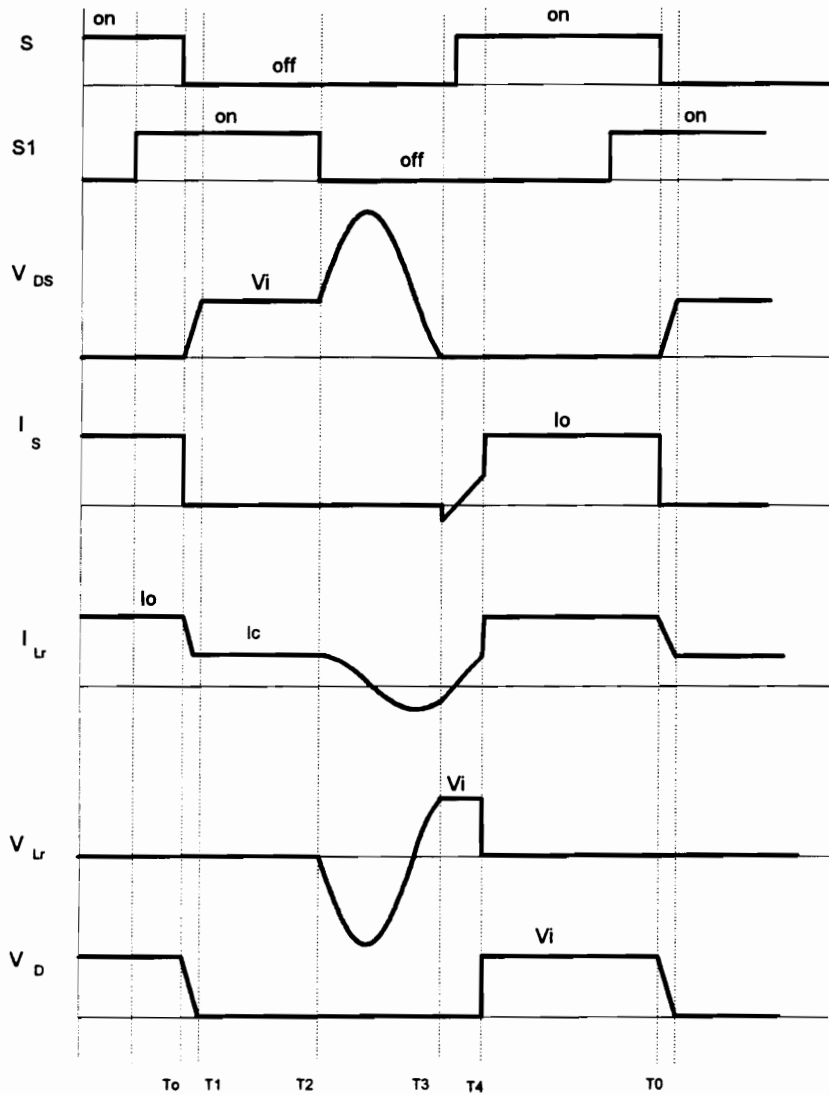 on
on
S
off
on
on
S1
off
V DS
Vi
I S
Io
Io
I Lr
Ic
Vi
V Lr
V D
Vi
To T1 T2 T3 T4 T0